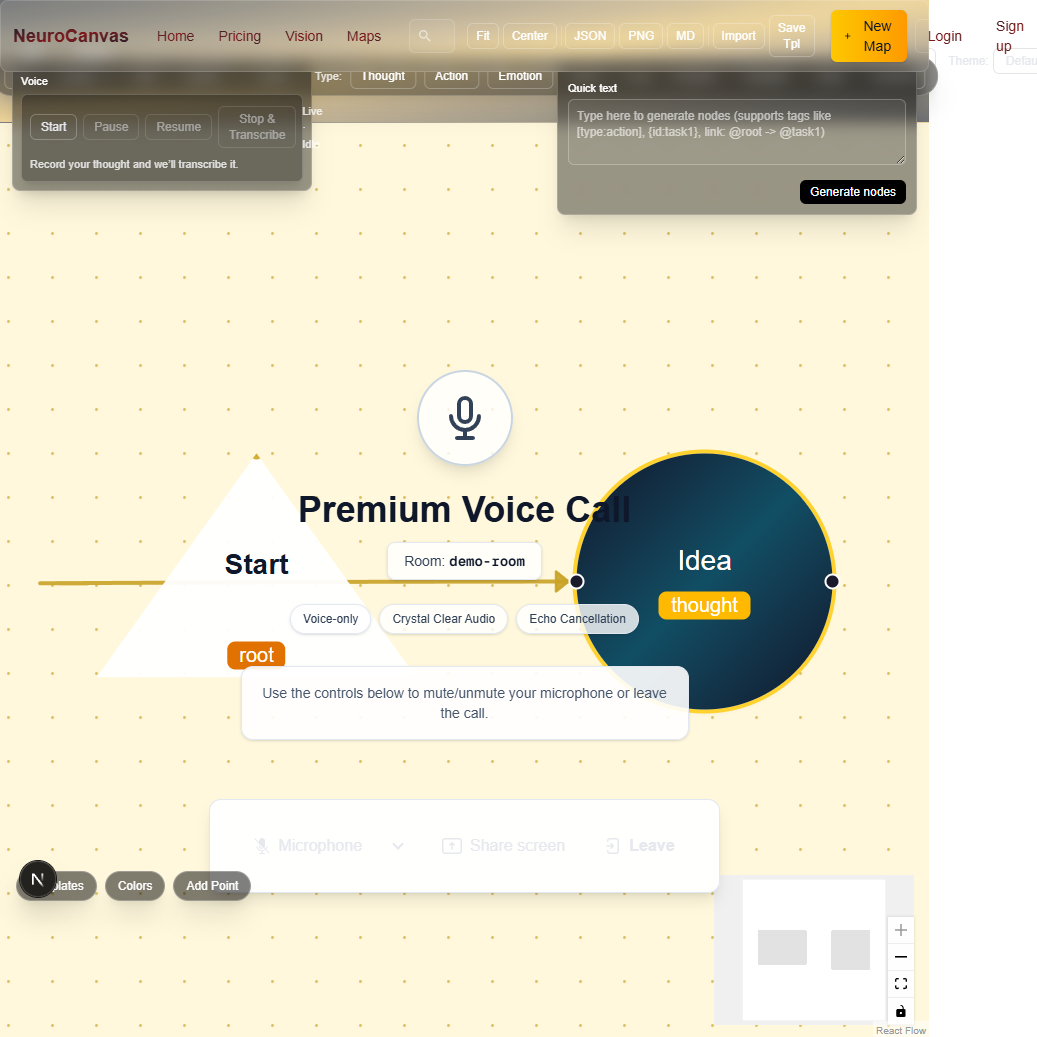 NeuroCanvas Home Pricing Vision Maps Fit Center JSON PNG MD Import Save Tpl + New Map Login Sign up
Theme:
Type: Thought Action Emotion
Voice
Start Pause Resume Stop & Transcribe
Live
·
Record your thought and we'll transcribe it.
Quick text
Type here to generate nodes (supports tags like
[type:action], {id:task1}, link: @root -> @task1)
Generate nodes
Premium Voice Call
Start
Room: demo-room
Idea
thought
Voice-only Crystal Clear Audio Echo Cancellation
root
Use the controls below to mute/unmute your microphone or leave
the call.
Microphone Share screen Leave
N Colors Add Point
React Flow